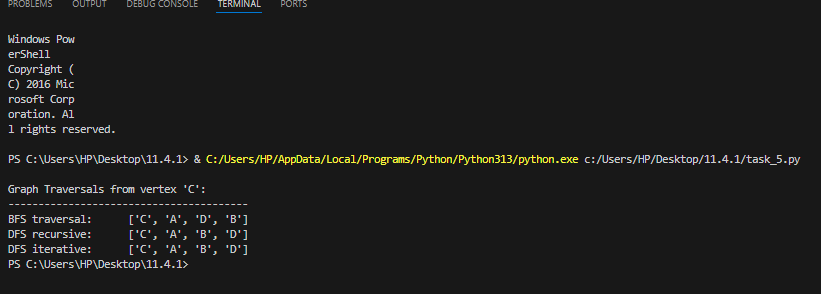 PROBLEMS OUTPUT DEBUG CONSOLE TERMINAL PORTS
Windows Pow
erShell
Copyright (
C) 2016 Mic
rosoft Corp
oration. Al
l rights reserved.
PS C:\Users\HP\Desktop\11.4.1> & C:/Users/HP/AppData/Local/Programs/Python/Python313/python.exe c:/Users/HP/Desktop/11.4.1/task_5.py
Graph Traversals from vertex 'C':
----------------------------------------
BFS traversal:      ['C', 'A', 'D', 'B']
DFS recursive:      ['C', 'A', 'B', 'D']
DFS iterative:      ['C', 'A', 'B', 'D']
PS C:\Users\HP\Desktop\11.4.1>